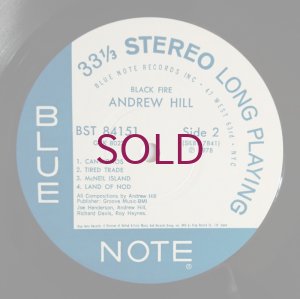 33⅓ STEREO LONG PLAYING
BLUE NOTE RECORDS INC • 47 WEST 63rd • NYC
BLACK FIRE
ANDREW HILL
BST 84151 Side 2
℗ 1978
SOLD
1. CANTARNOS
2. TIRED TRADE
3. McNEIL ISLAND
4. LAND OF NOD
All Compositions by Andrew Hill
Publisher: Groove Music BMI
Joe Henderson, Andrew Hill,
Richard Davis, Roy Haynes.
BLUE
NOTE ®